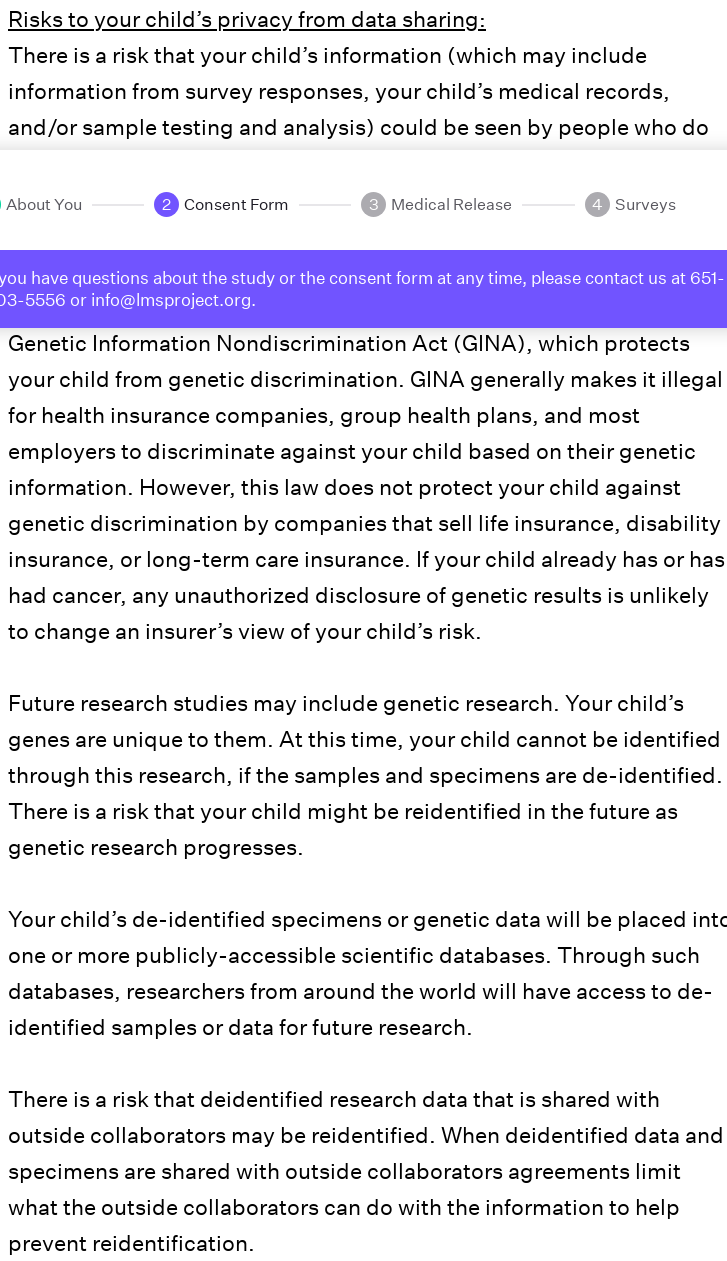 Risks to your child’s privacy from data sharing:
There is a risk that your child’s information (which may include
information from survey responses, your child’s medical records,
and/or sample testing and analysis) could be seen by people who do
About You
2 Consent Form
3 Medical Release
4 Surveys
you have questions about the study or the consent form at any time, please contact us at 651-
03-5556 or info@lmsproject.org.
Genetic Information Nondiscrimination Act (GINA), which protects
your child from genetic discrimination. GINA generally makes it illegal
for health insurance companies, group health plans, and most
employers to discriminate against your child based on their genetic
information. However, this law does not protect your child against
genetic discrimination by companies that sell life insurance, disability
insurance, or long-term care insurance. If your child already has or has
had cancer, any unauthorized disclosure of genetic results is unlikely
to change an insurer’s view of your child’s risk.
Future research studies may include genetic research. Your child’s
genes are unique to them. At this time, your child cannot be identified
through this research, if the samples and specimens are de-identified.
There is a risk that your child might be reidentified in the future as
genetic research progresses.
Your child’s de-identified specimens or genetic data will be placed into
one or more publicly-accessible scientific databases. Through such
databases, researchers from around the world will have access to de-
identified samples or data for future research.
There is a risk that deidentified research data that is shared with
outside collaborators may be reidentified. When deidentified data and
specimens are shared with outside collaborators agreements limit
what the outside collaborators can do with the information to help
prevent reidentification.